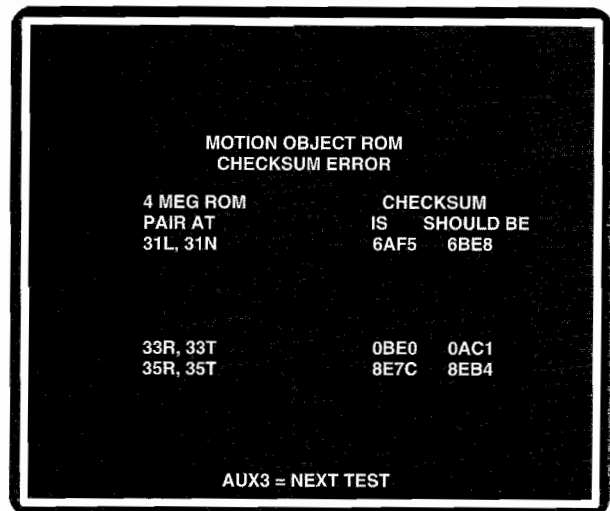 MOTION OBJECT ROM
CHECKSUM ERROR
4 MEG ROM CHECKSUM
PAIR AT IS SHOULD BE
31L, 31N 6AF5 6BE8
33R, 33T 0BE0 0AC1
35R, 35T 8E7C 8EB4
AUX3 = NEXT TEST